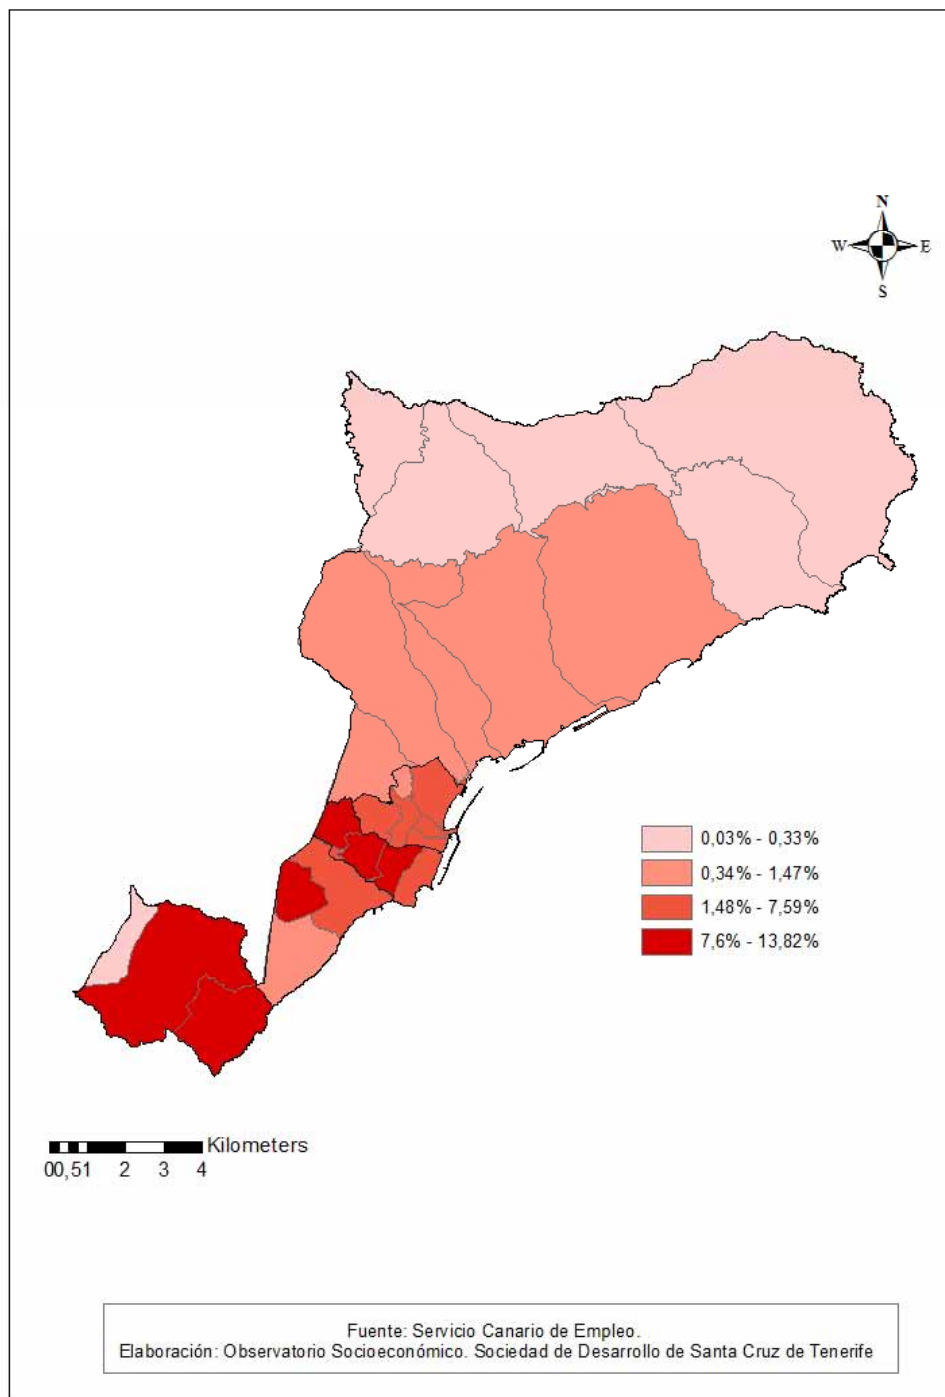 N
W E
S
0,03% - 0,33%
0,34% - 1,47%
1,48% - 7,59%
7,6% - 13,82%
Kilometers
00,51 2 3 4
Fuente: Servicio Canario de Empleo.
Elaboración: Observatorio Socioeconómico. Sociedad de Desarrollo de Santa Cruz de Tenerife